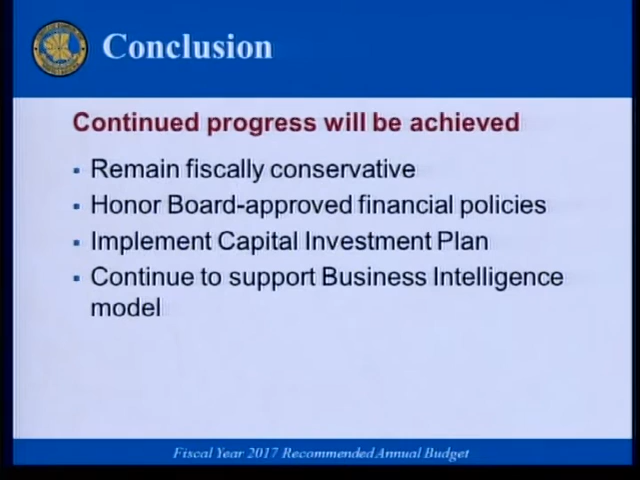 Conclusion
Continued progress will be achieved
▪ Remain fiscally conservative
▪ Honor Board-approved financial policies
▪ Implement Capital Investment Plan
▪ Continue to support Business Intelligence
model
Fiscal Year 2017 Recommended Annual Budget